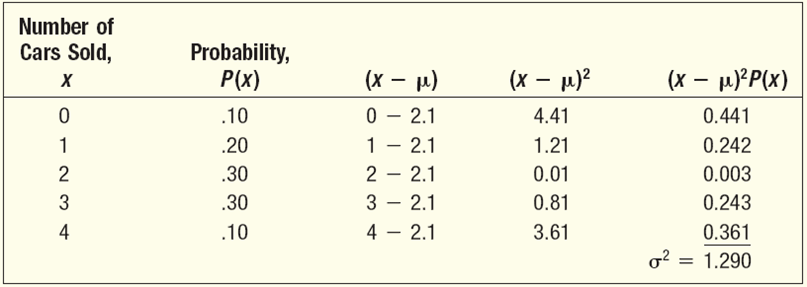 Number of
Cars Sold, Probability,
x P(x) (x − μ) (x − μ)² (x − μ)²P(x)
0 .10 0 − 2.1 4.41 0.441
1 .20 1 − 2.1 1.21 0.242
2 .30 2 − 2.1 0.01 0.003
3 .30 3 − 2.1 0.81 0.243
4 .10 4 − 2.1 3.61 0.361
σ² = 1.290